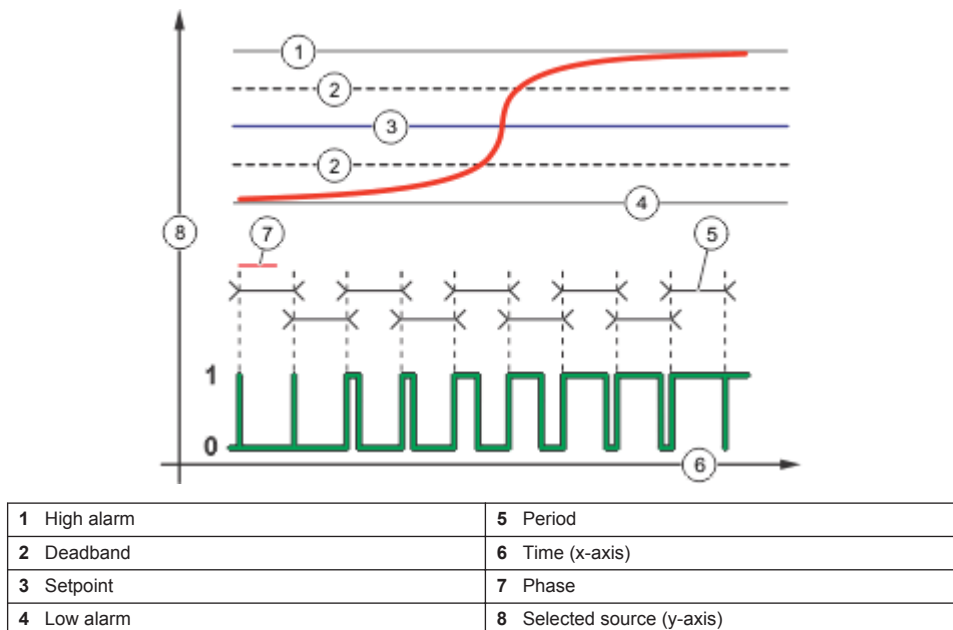 1
2
3
2
4
8
7
5
1
0
6
1 High alarm
5 Period
2 Deadband
6 Time (x-axis)
3 Setpoint
7 Phase
4 Low alarm
8 Selected source (y-axis)